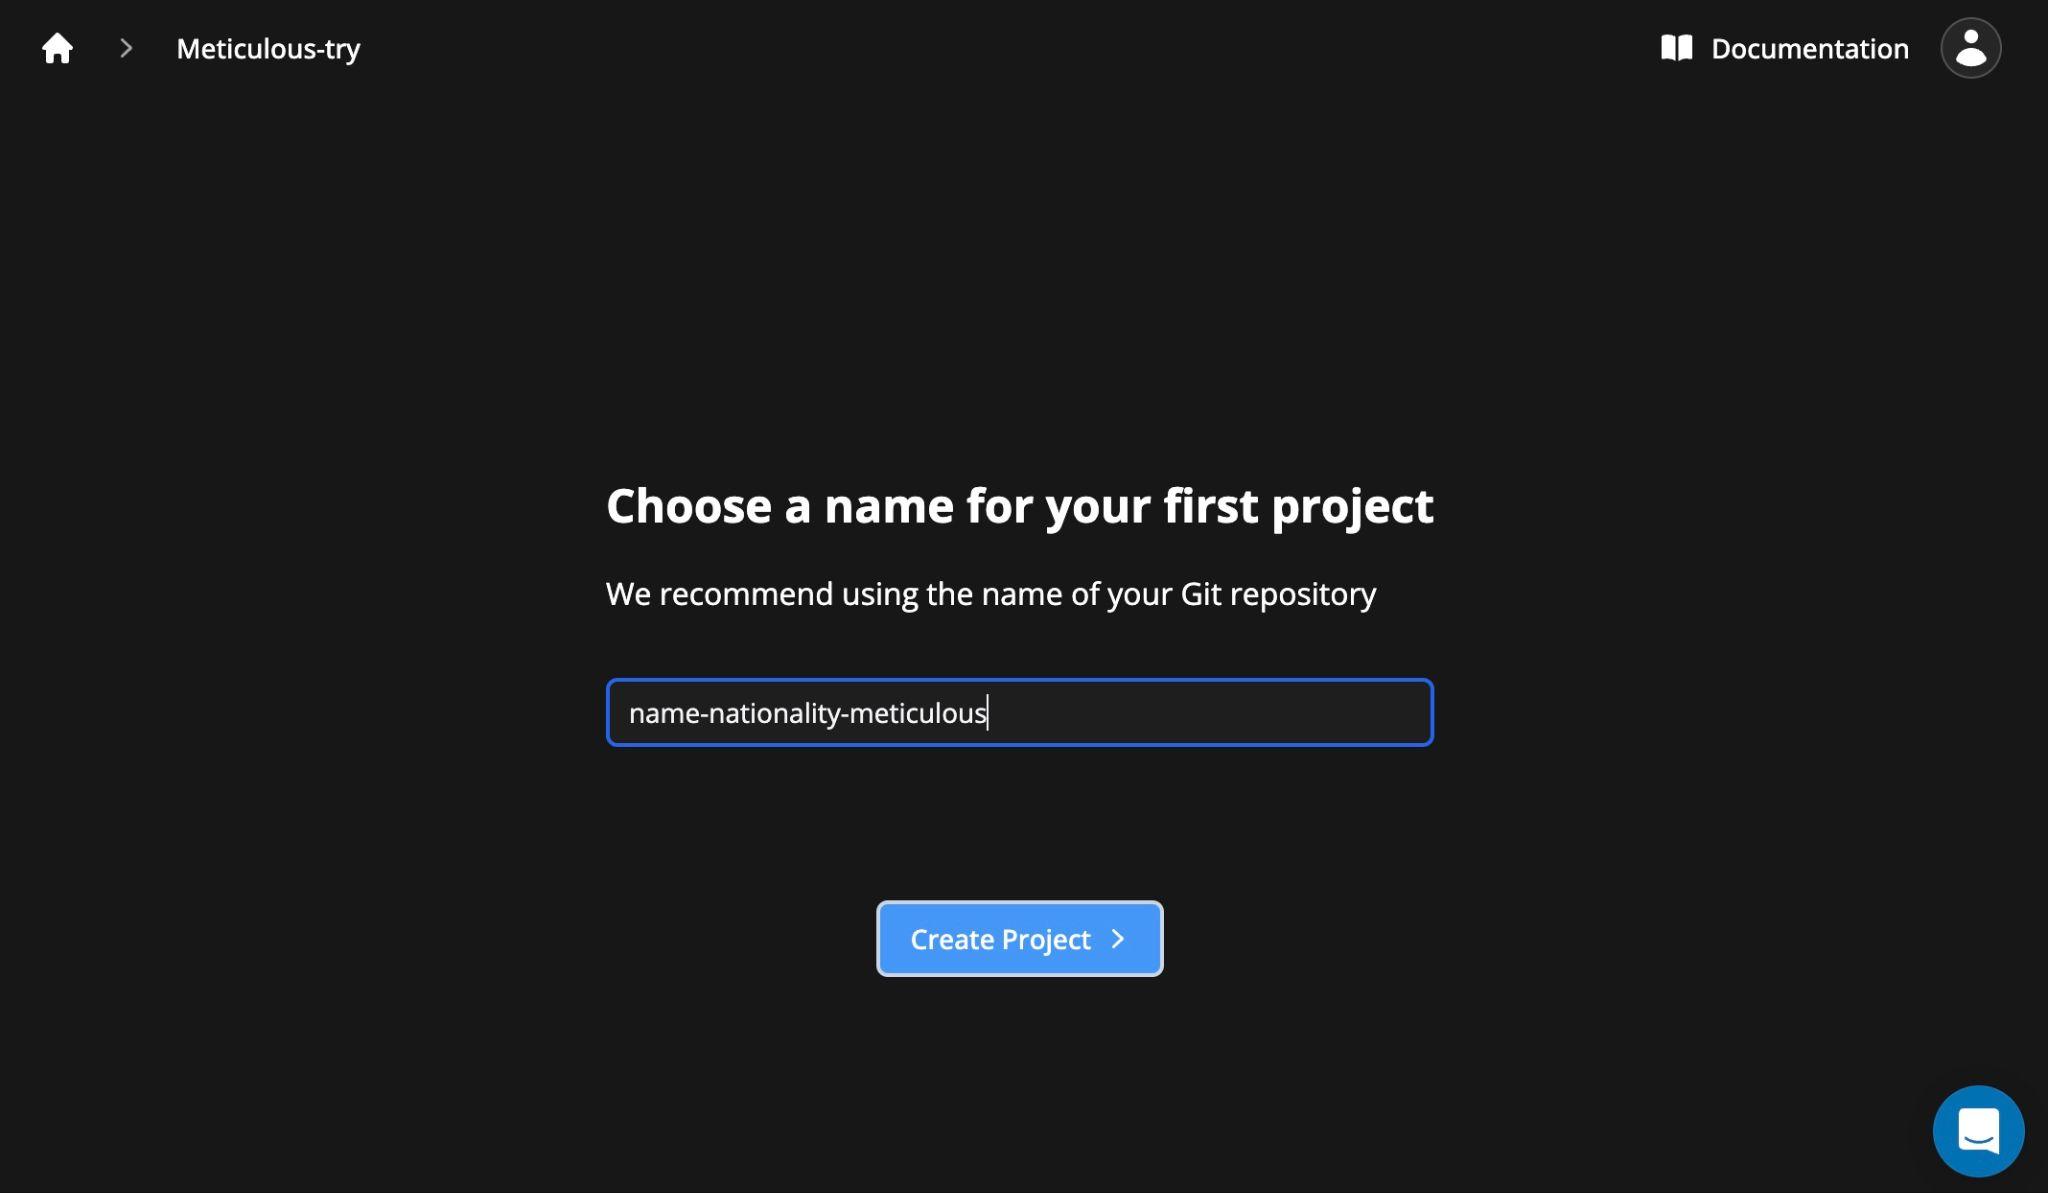 Meticulous-try
Documentation
Choose a name for your first project
We recommend using the name of your Git repository
name-nationality-meticulous
Create Project